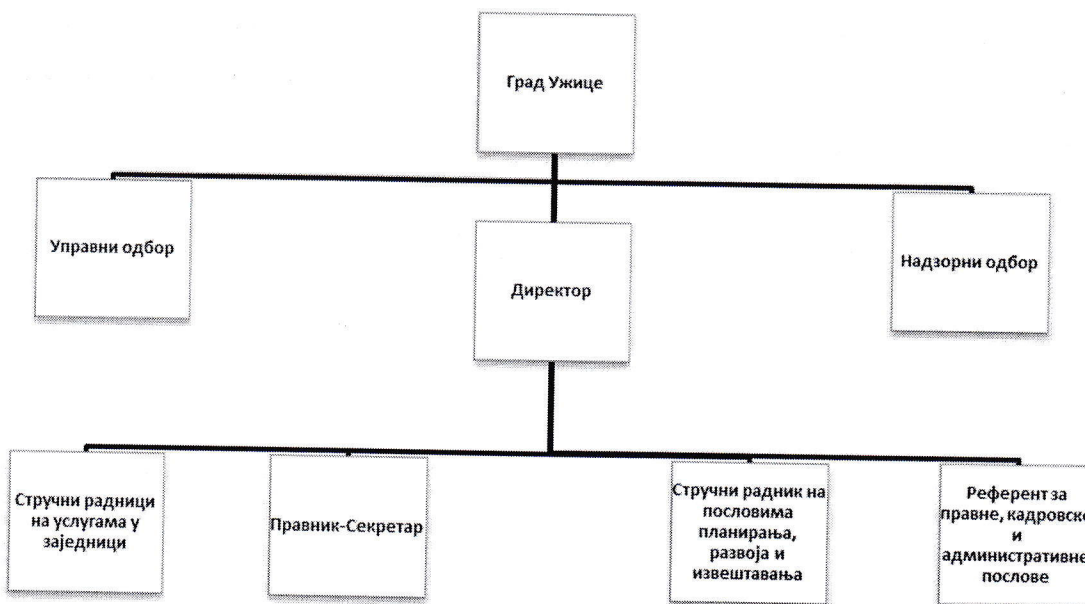 Град Ужице
Управни одбор
Директор
Надзорни одбор
Стручни радници
на услугама у
заједници
Правник-Секретар
Стручни радник на
пословима
планирања,
развоја и
извештавања
Референт за
правне, кадровске
и
административне
послове